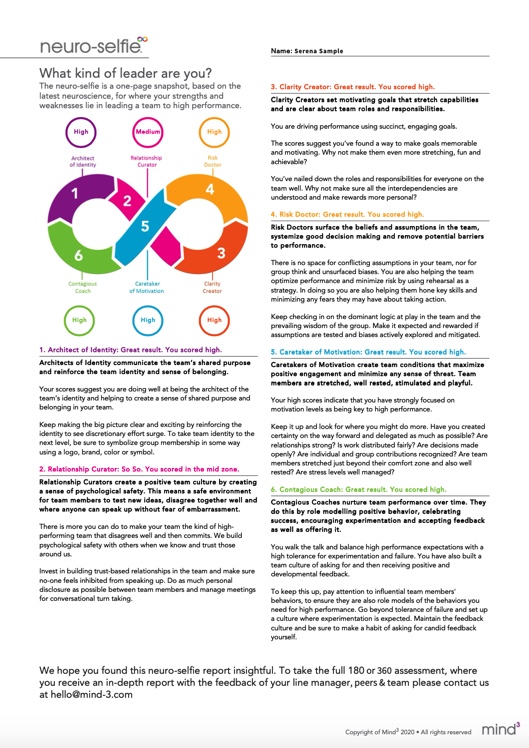 neuro-selfie
Name: Serena Sample
What kind of leader are you?
The neuro-selfie is a one-page snapshot, based on the
latest neuroscience, for where your strengths and
weaknesses lie in leading a team to high performance.
High
Medium
High
Architect
of Identity
Relationship
Curator
Risk
Doctor
1
2
4
5
6
3
Contagious
Coach
Caretaker
of Motivation
Clarity
Creator
High
High
High
1. Architect of Identity: Great result. You scored high.
Architects of Identity communicate the team's shared purpose
and reinforce the team identity and sense of belonging.
Your scores suggest you are doing well at being the architect of the
team's identity and helping to create a sense of shared purpose and
belonging in your team.
Keep making the big picture clear and exciting by reinforcing the
identity to see discretionary effort surge. To take team identity to the
next level, be sure to symbolize group membership in some way
using a logo, brand, color or symbol.
2. Relationship Curator: So So. You scored in the mid zone.
Relationship Curators create a positive team culture by creating
a sense of psychological safety. This means a safe environment
for team members to test new ideas, disagree together well and
where anyone can speak up without fear of embarrassment.
There is more you can do to make your team the kind of high-
performing team that disagrees well and then commits. We build
psychological safety with others when we know and trust those
around us.
Invest in building trust-based relationships in the team and make sure
no-one feels inhibited from speaking up. Do as much personal
disclosure as possible between team members and manage meetings
for conversational turn taking.
3. Clarity Creator: Great result. You scored high.
Clarity Creators set motivating goals that stretch capabilities
and are clear about team roles and responsibilities.
You are driving performance using succinct, engaging goals.
The scores suggest you've found a way to make goals memorable
and motivating. Why not make them even more stretching, fun and
achievable?
You've nailed down the roles and responsibilities for everyone on the
team well. Why not make sure all the interdependencies are
understood and make rewards more personal?
4. Risk Doctor: Great result. You scored high.
Risk Doctors surface the beliefs and assumptions in the team,
systemize good decision making and remove potential barriers
to performance.
There is no space for conflicting assumptions in your team, nor for
group think and unsurfaced biases. You are also helping the team
optimize performance and minimize risk by using rehearsal as a
strategy. In doing so you are also helping them hone key skills and
minimizing any fears they may have about taking action.
Keep checking in on the dominant logic at play in the team and the
prevailing wisdom of the group. Make it expected and rewarded if
assumptions are tested and biases actively explored and mitigated.
5. Caretaker of Motivation: Great result. You scored high.
Caretakers of Motivation create team conditions that maximize
positive engagement and minimize any sense of threat. Team
members are stretched, well rested, stimulated and playful.
Your high scores indicate that you have strongly focused on
motivation levels as being key to high performance.
Keep it up and look for where you might do more. Have you created
certainty on the way forward and delegated as much as possible? Are
relationships strong? Is work distributed fairly? Are decisions made
openly? Are individual and group contributions recognized? Are team
members stretched just beyond their comfort zone and also well
rested? Are stress levels well managed?
6. Contagious Coach: Great result. You scored high.
Contagious Coaches nurture team performance over time. They
do this by role modelling positive behavior, celebrating
success, encouraging experimentation and accepting feedback
as well as offering it.
You walk the talk and balance high performance expectations with a
high tolerance for experimentation and failure. You have also built a
team culture of asking for and then receiving positive and
developmental feedback.
To keep this up, pay attention to influential team members'
behaviors, to ensure they are also role models of the behaviors you
need for high performance. Go beyond tolerance of failure and set up
a culture where experimentation is expected. Maintain the feedback
culture and be sure to make a habit of asking for candid feedback
yourself.
We hope you found this neuro-selfie report insightful. To take the full 180 or 360 assessment, where
you receive an in-depth report with the feedback of your line manager, peers & team please contact us
at hello@mind-3.com
Copyright of Mind³ 2020 • All rights reserved
mind³